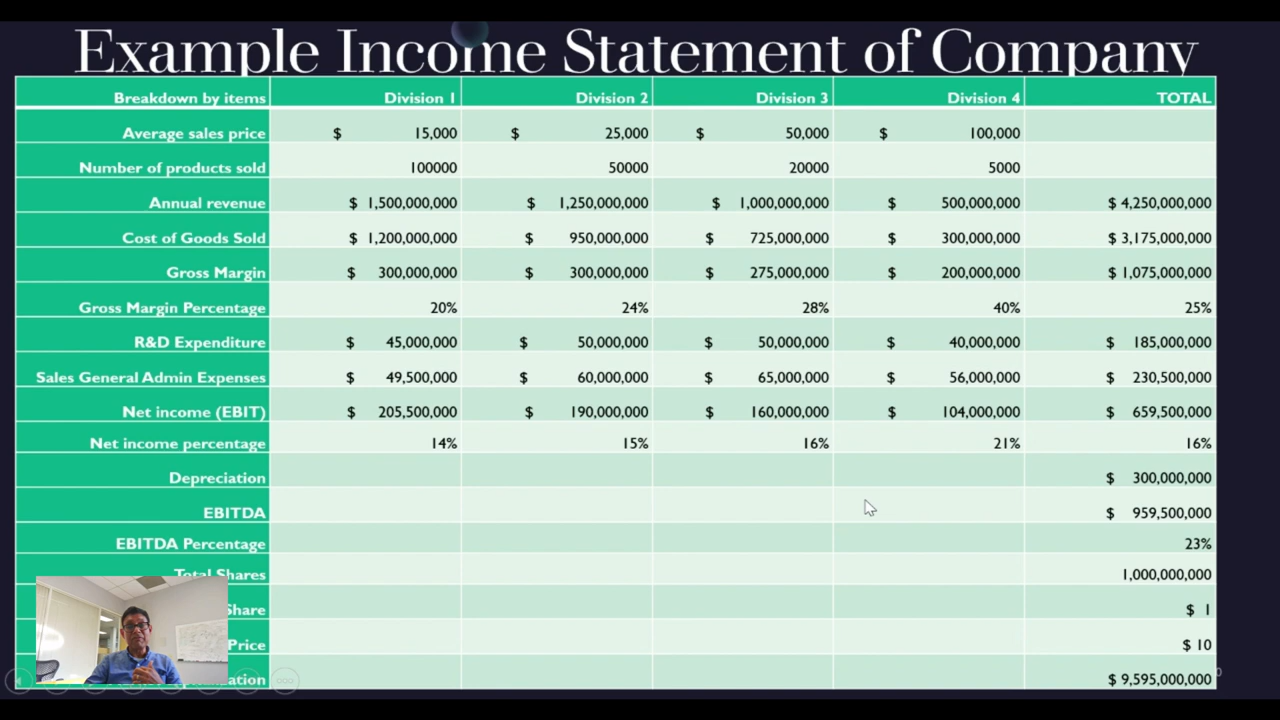 Example Income Statement of Company
Breakdown by items Division 1 Division 2 Division 3 Division 4 TOTAL
Average sales price $ 15,000 $ 25,000 $ 50,000 $ 100,000
Number of products sold 100000 50000 20000 5000
Annual revenue $ 1,500,000,000 $ 1,250,000,000 $ 1,000,000,000 $ 500,000,000 $ 4,250,000,000
Cost of Goods Sold $ 1,200,000,000 $ 950,000,000 $ 725,000,000 $ 300,000,000 $ 3,175,000,000
Gross Margin $ 300,000,000 $ 300,000,000 $ 275,000,000 $ 200,000,000 $ 1,075,000,000
Gross Margin Percentage 20% 24% 28% 40% 25%
R&D Expenditure $ 45,000,000 $ 50,000,000 $ 50,000,000 $ 40,000,000 $ 185,000,000
Sales General Admin Expenses $ 49,500,000 $ 60,000,000 $ 65,000,000 $ 56,000,000 $ 230,500,000
Net income (EBIT) $ 205,500,000 $ 190,000,000 $ 160,000,000 $ 104,000,000 $ 659,500,000
Net income percentage 14% 15% 16% 21% 16%
Depreciation $ 300,000,000
EBITDA $ 959,500,000
EBITDA Percentage 23%
Total Shares 1,000,000,000
Share $ 1
Price $ 10
ation $ 9,595,000,000